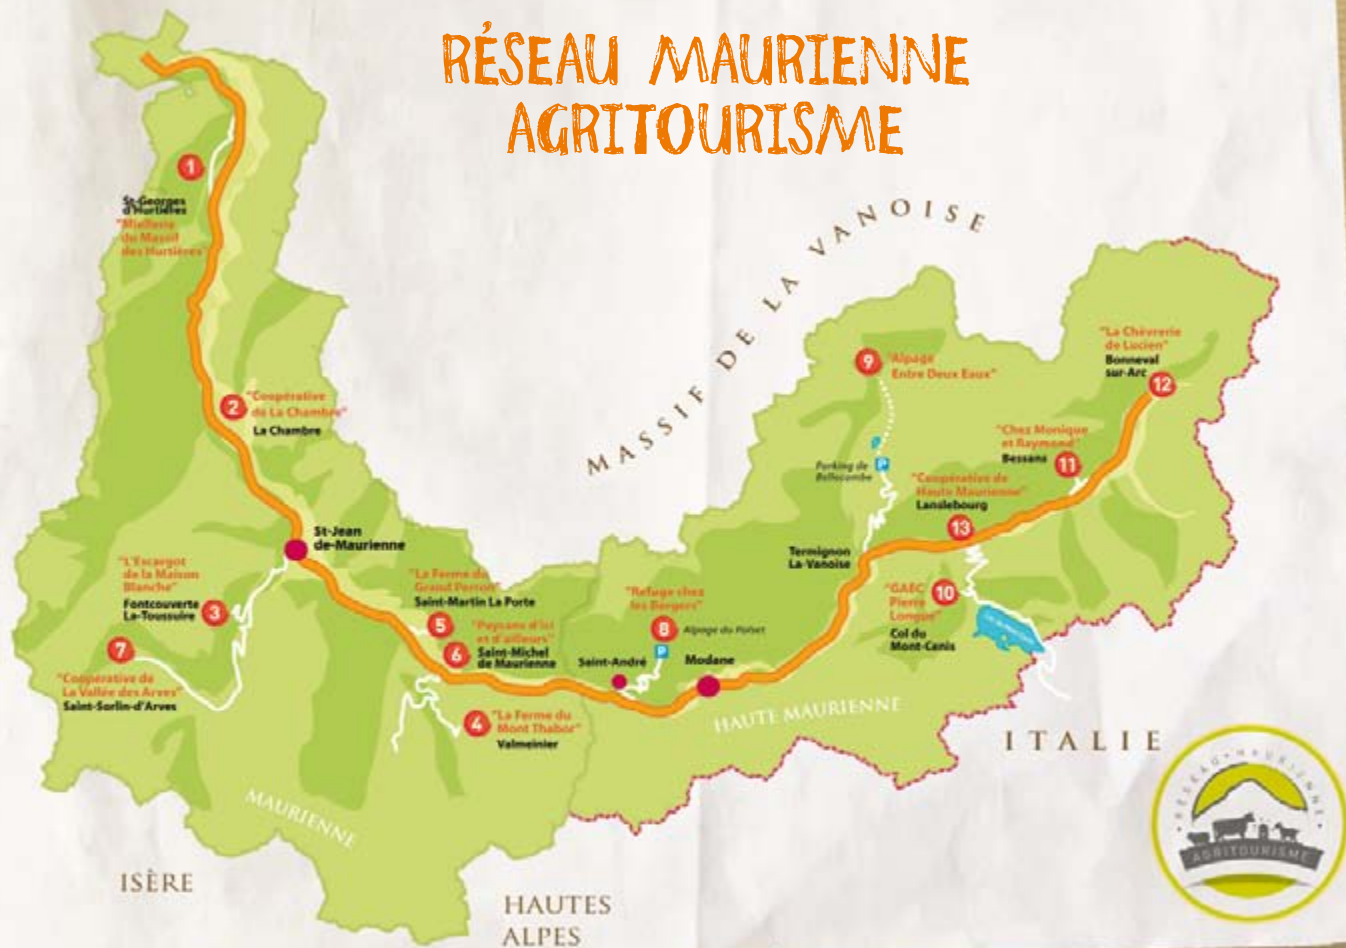 RÉSEAU MAURIENNE
AGRITOURISME
MASSIF DE LA VANOISE
1
St-Georges
d'Hurtières
"Miellerie
du Massif
des Hurtières"
2
"Coopérative
de La Chambre"
La Chambre
St-Jean
de-Maurienne
"L'Escargot
de la Maison
Blanche"
Fontcouverte
La-Toussuire
3
7
"Coopérative de
La Vallée des Arves"
Saint-Sorlin-d'Arves
"La Ferme du
Grand Perron"
Saint-Martin La Porte
5
"Paysans d'ici
et d'ailleurs"
6
Saint-Michel
de Maurienne
4
"La Ferme du
Mont Thabor"
Valmeinier
"Refuge chez
les Bergers"
8
Alpage du
P
Saint-André
Modane
9
"Alpage
Entre Deux Eaux"
Parking de
Bellecombe
P
Termignon
La-Vanoise
"Coopérative de
Haute Maurienne"
Lanslebourg
13
"GAEC
Pierre
Longue"
10
Col du
Mont-Cenis
"Chez Monique
et Raymond"
Bessans
11
"La Chèvrerie
de Lucien"
Bonneval
sur-Arc
12
HAUTE MAURIENNE
MAURIENNE
ITALIE
ISÈRE
HAUTES
ALPES
RÉSEAU MAURIENNE
AGRITOURISME